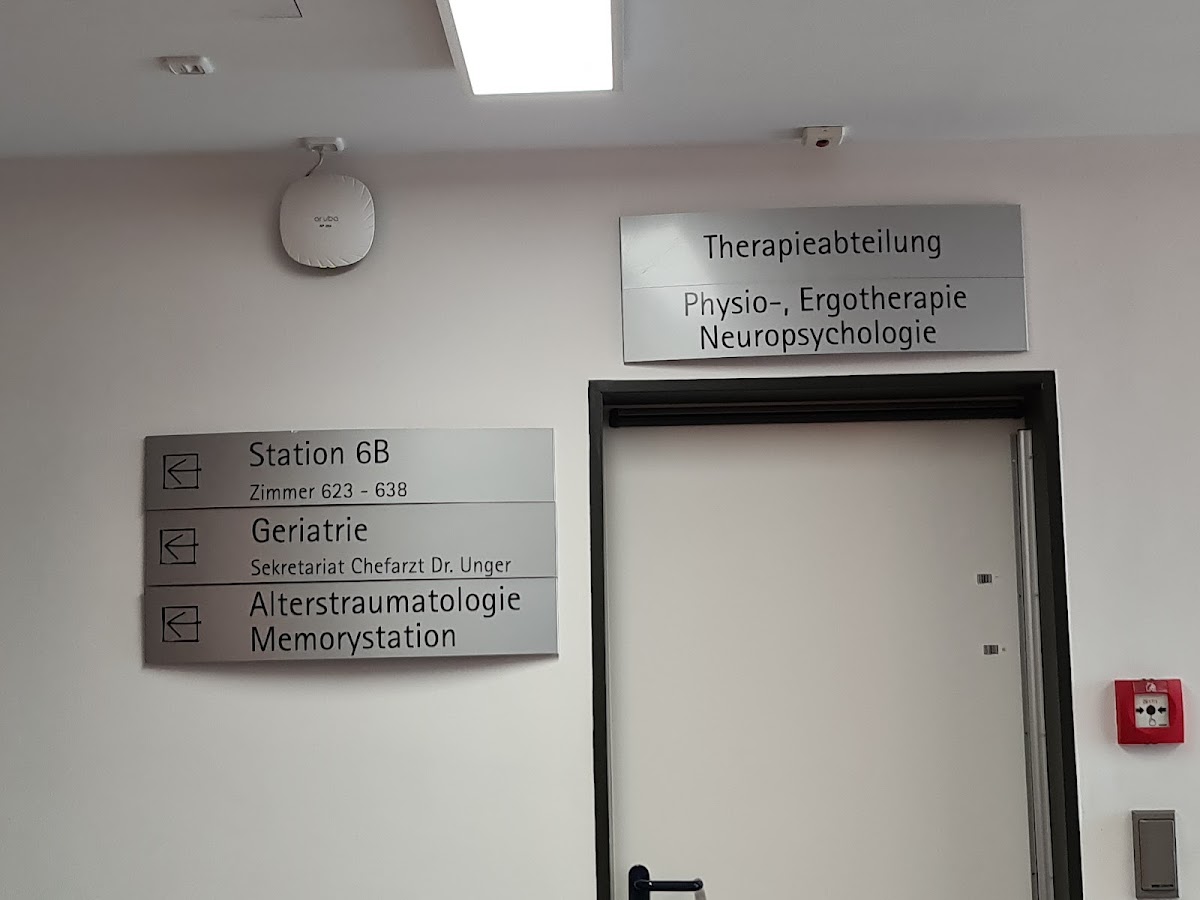 aruba
Therapieabteilung
Physio-, Ergotherapie
Neuropsychologie
Station 6B
Zimmer 623 - 638
Geriatrie
Sekretariat Chefarzt Dr. Unger
Alterstraumatologie
Memorystation